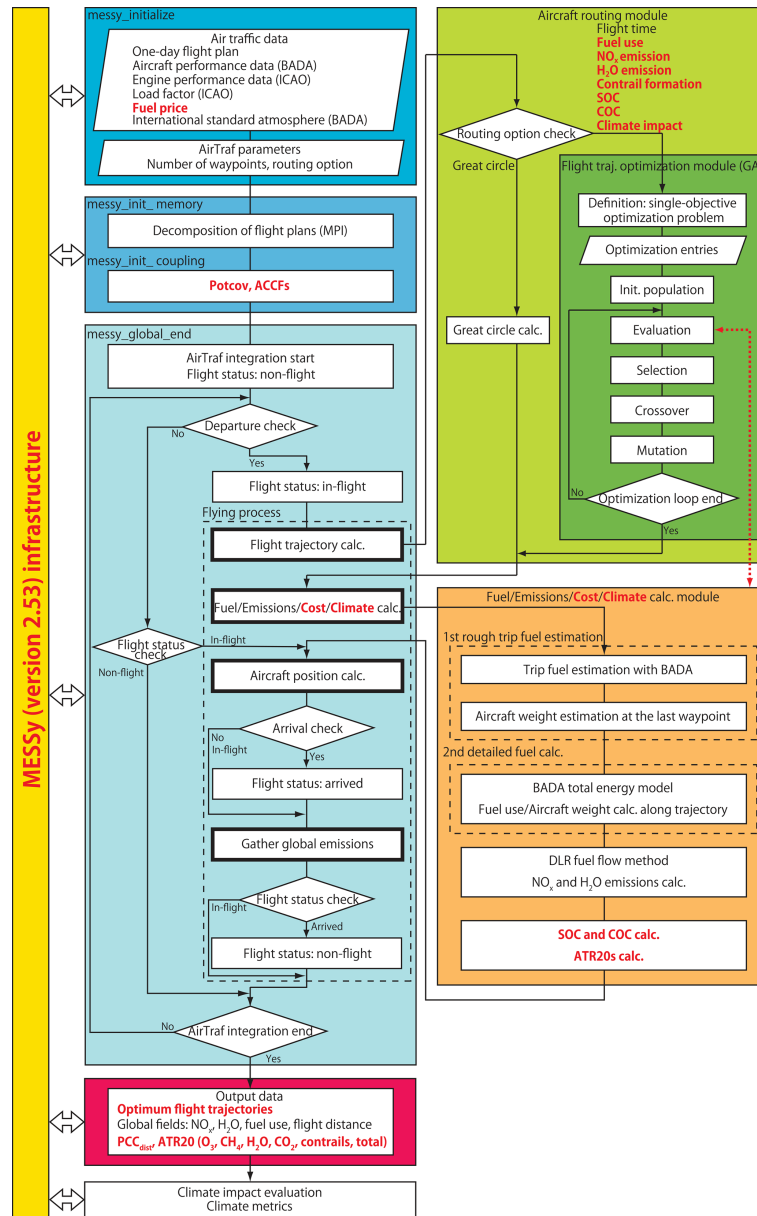 MESSy (version 2.53) infrastructure
messy_initialize
Air traffic data
One-day flight plan
Aircraft performance data (BADA)
Engine performance data (ICAO)
Load factor (ICAO)
Fuel price
International standard atmosphere (BADA)
AirTraf parameters
Number of waypoints, routing option
messy_init_ memory
Decomposition of flight plans (MPI)
messy_init_ coupling
Potcov, ACCFs
messy_global_end
AirTraf integration start
Flight status: non-flight
Departure check
No
Yes
Flight status: in-flight
Flying process
Flight trajectory calc.
Fuel/Emissions/Cost/Climate calc.
Flight status check
In-flight
Non-flight
Aircraft position calc.
Arrival check
No
In-flight
Yes
Flight status: arrived
Gather global emissions
Flight status check
In-flight
Arrived
Flight status: non-flight
AirTraf integration end
No
Yes
Output data
Optimum flight trajectories
Global fields: NOx, H2O, fuel use, flight distance
PCCdist, ATR20 (O3, CH4, H2O, CO2, contrails, total)
Climate impact evaluation
Climate metrics
Aircraft routing module
Flight time
Fuel use
NOx emission
H2O emission
Contrail formation
SOC
COC
Climate impact
Routing option check
Great circle
Great circle calc.
Flight traj. optimization module (GA
Definition: single-objective
optimization problem
Optimization entries
Init. population
Evaluation
Selection
Crossover
Mutation
Optimization loop end
No
Yes
Fuel/Emissions/Cost/Climate calc. module
1st rough trip fuel estimation
Trip fuel estimation with BADA
Aircraft weight estimation at the last waypoint
2nd detailed fuel calc.
BADA total energy model
Fuel use/Aircraft weight calc. along trajectory
DLR fuel flow method
NOx and H2O emissions calc.
SOC and COC calc.
ATR20s calc.